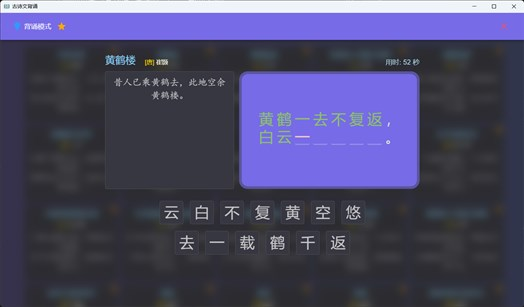 古诗文背诵
背诵模式
黄鹤楼 [唐] 崔颢
用时: 52 秒
昔人已乘黄鹤去，此地空余
黄鹤楼。
黄鹤一去不复返，
白云一_____。
云 白 不 复 黄 空 悠
去 一 载 鹤 千 返